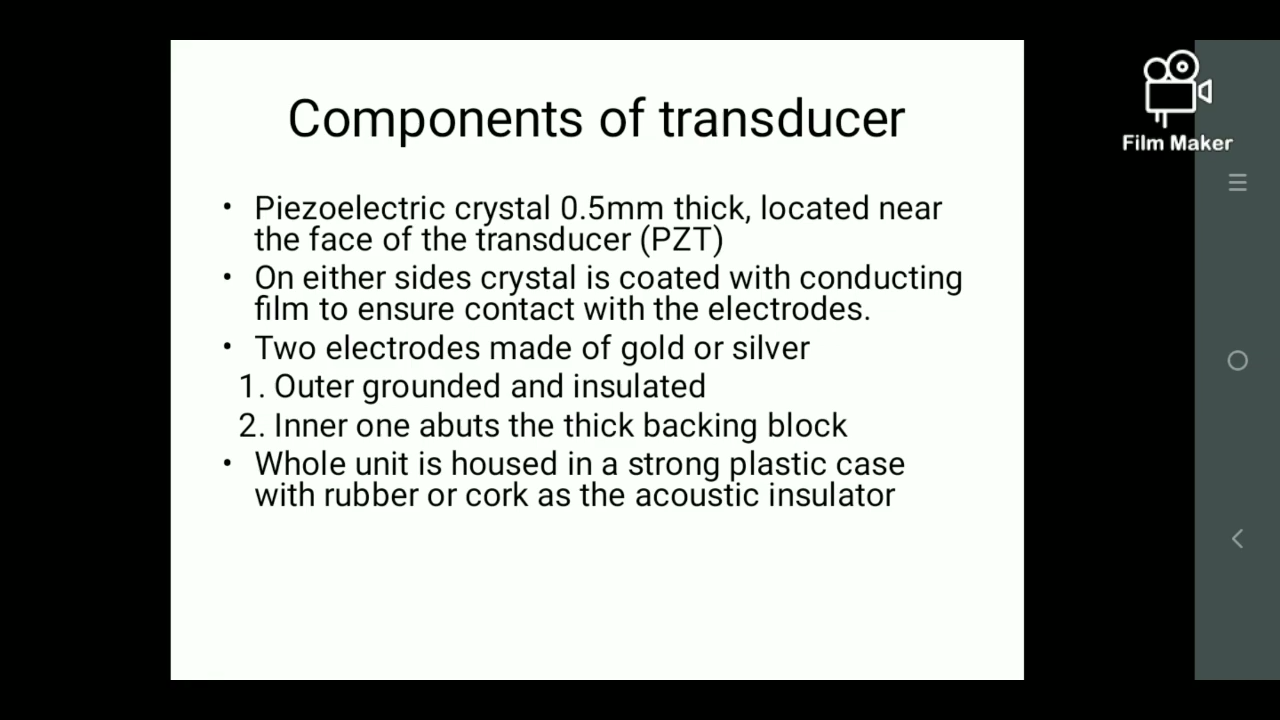 Components of transducer
Film Maker
• Piezoelectric crystal 0.5mm thick, located near
the face of the transducer (PZT)
• On either sides crystal is coated with conducting
film to ensure contact with the electrodes.
• Two electrodes made of gold or silver
1. Outer grounded and insulated
2. Inner one abuts the thick backing block
• Whole unit is housed in a strong plastic case
with rubber or cork as the acoustic insulator